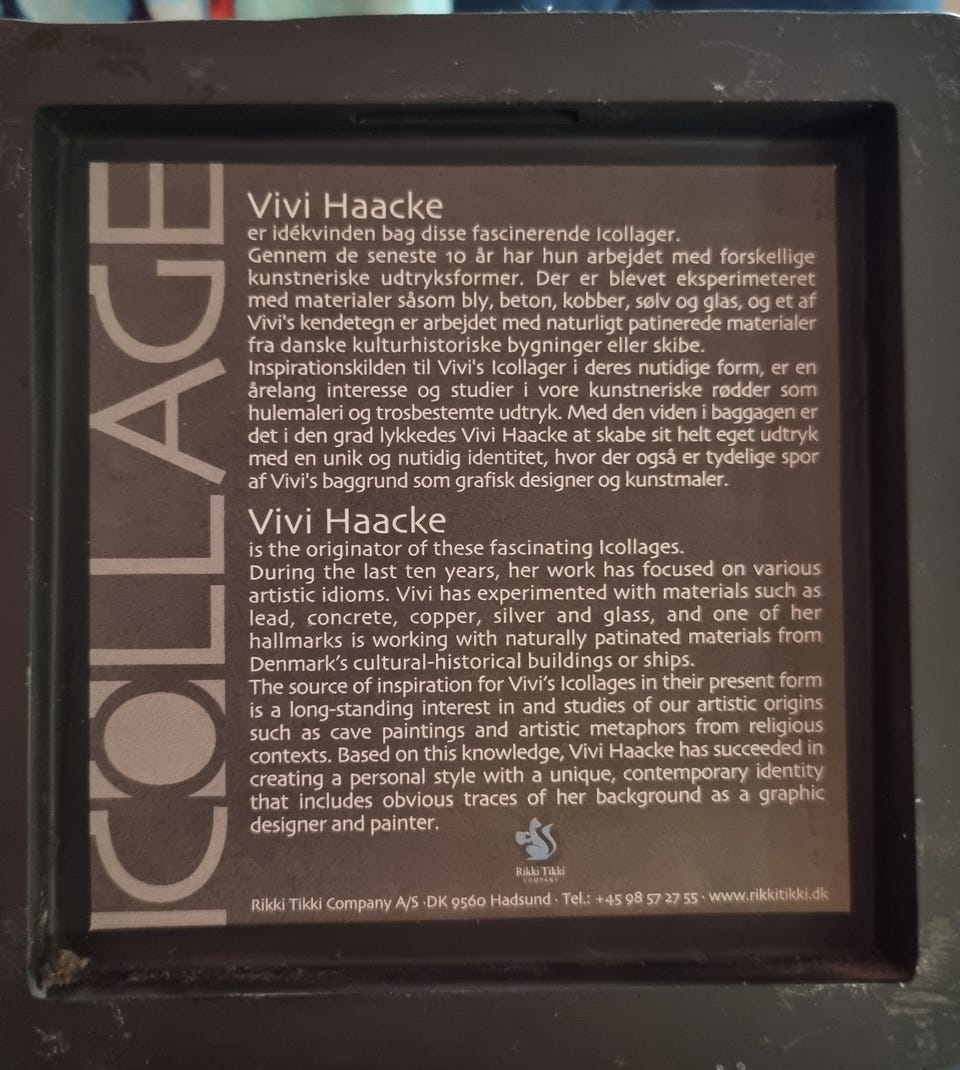 ICOLLAGE
Vivi Haacke
er idékvinden bag disse fascinerende Icollager.
Gennem de seneste 10 år har hun arbejdet med forskellige
kunstneriske udtryksformer. Der er blevet eksperimeteret
med materialer såsom bly, beton, kobber, sølv og glas, og et af
Vivi's kendetegn er arbejdet med naturligt patinerede materialer
fra danske kulturhistoriske bygninger eller skibe.
Inspirationskilden til Vivi's Icollager i deres nutidige form, er en
årelang interesse og studier i vore kunstneriske rødder som
hulemaleri og trosbestemte udtryk. Med den viden i baggagen er
det i den grad lykkedes Vivi Haacke at skabe sit helt eget udtryk
med en unik og nutidig identitet, hvor der også er tydelige spor
af Vivi's baggrund som grafisk designer og kunstmaler.
Vivi Haacke
is the originator of these fascinating Icollages.
During the last ten years, her work has focused on various
artistic idioms. Vivi has experimented with materials such as
lead, concrete, copper, silver and glass, and one of her
hallmarks is working with naturally patinated materials from
Denmark's cultural-historical buildings or ships.
The source of inspiration for Vivi's Icollages in their present form
is a long-standing interest in and studies of our artistic origins
such as cave paintings and artistic metaphors from religious
contexts. Based on this knowledge, Vivi Haacke has succeeded in
creating a personal style with a unique, contemporary identity
that includes obvious traces of her background as a graphic
designer and painter.
Rikki Tikki
COMPANY
Rikki Tikki Company A/S · DK 9560 Hadsund · Tel.: +45 98 57 27 55 · www.rikkitikki.dk